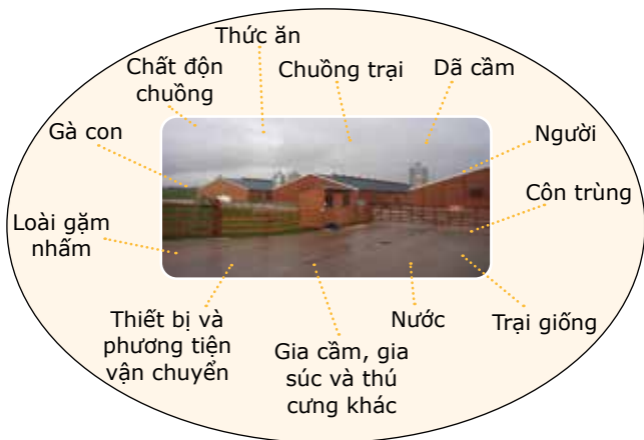 Thức ăn
Chất độn
chuồng
Chuồng trại
Dã cầm
Gà con
Người
Côn trùng
Loài gặm
nhấm
Thiết bị và
phương tiện
vận chuyển
Gia cầm, gia
súc và thú
cưng khác
Nước
Trại giống